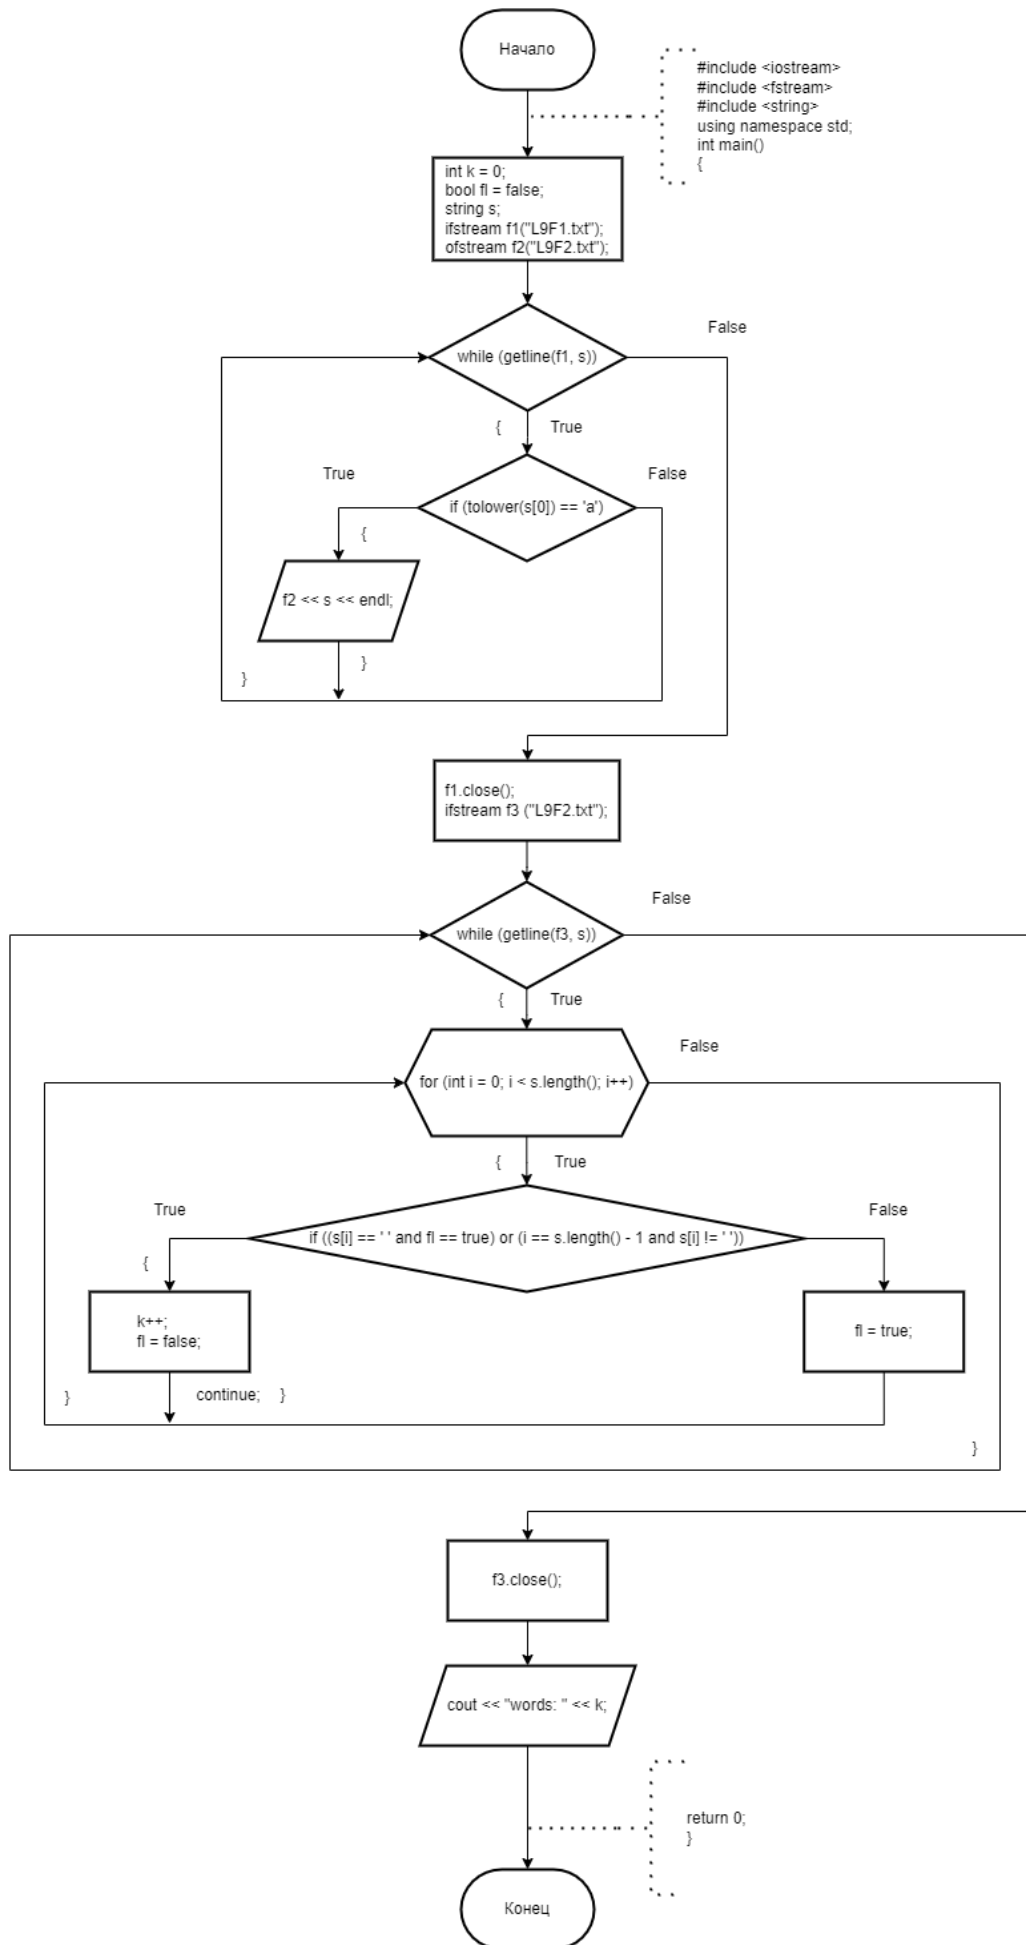 Начало
#include <iostream>
#include <fstream>
#include <string>
using namespace std;
int main()
{
int k = 0;
bool fl = false;
string s;
ifstream f1("L9F1.txt");
ofstream f2("L9F2.txt");
False
while (getline(f1, s))
{ True
True False
if (tolower(s[0]) == 'a')
{
f2 << s << endl;
}
}
f1.close();
ifstream f3 ("L9F2.txt");
False
while (getline(f3, s))
{ True
False
for (int i = 0; i < s.length(); i++)
{ True
True False
if ((s[i] == ' ' and fl == true) or (i == s.length() - 1 and s[i] != ' '))
{
k++;
fl = false;
fl = true;
} continue; }
}
f3.close();
cout << "words: " << k;
return 0;
}
Конец